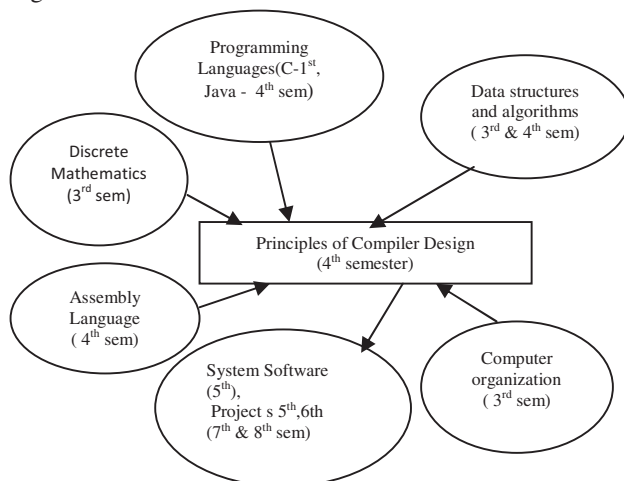 Programming
Languages(C-1st,
Java - 4th sem)
Data structures
and algorithms
( 3rd & 4th sem)
Discrete
Mathematics
(3rd sem)
Principles of Compiler Design
(4th semester)
Assembly
Language
( 4th sem)
System Software
(5th),
Project s 5th,6th
(7th & 8th sem)
Computer
organization
( 3rd sem)